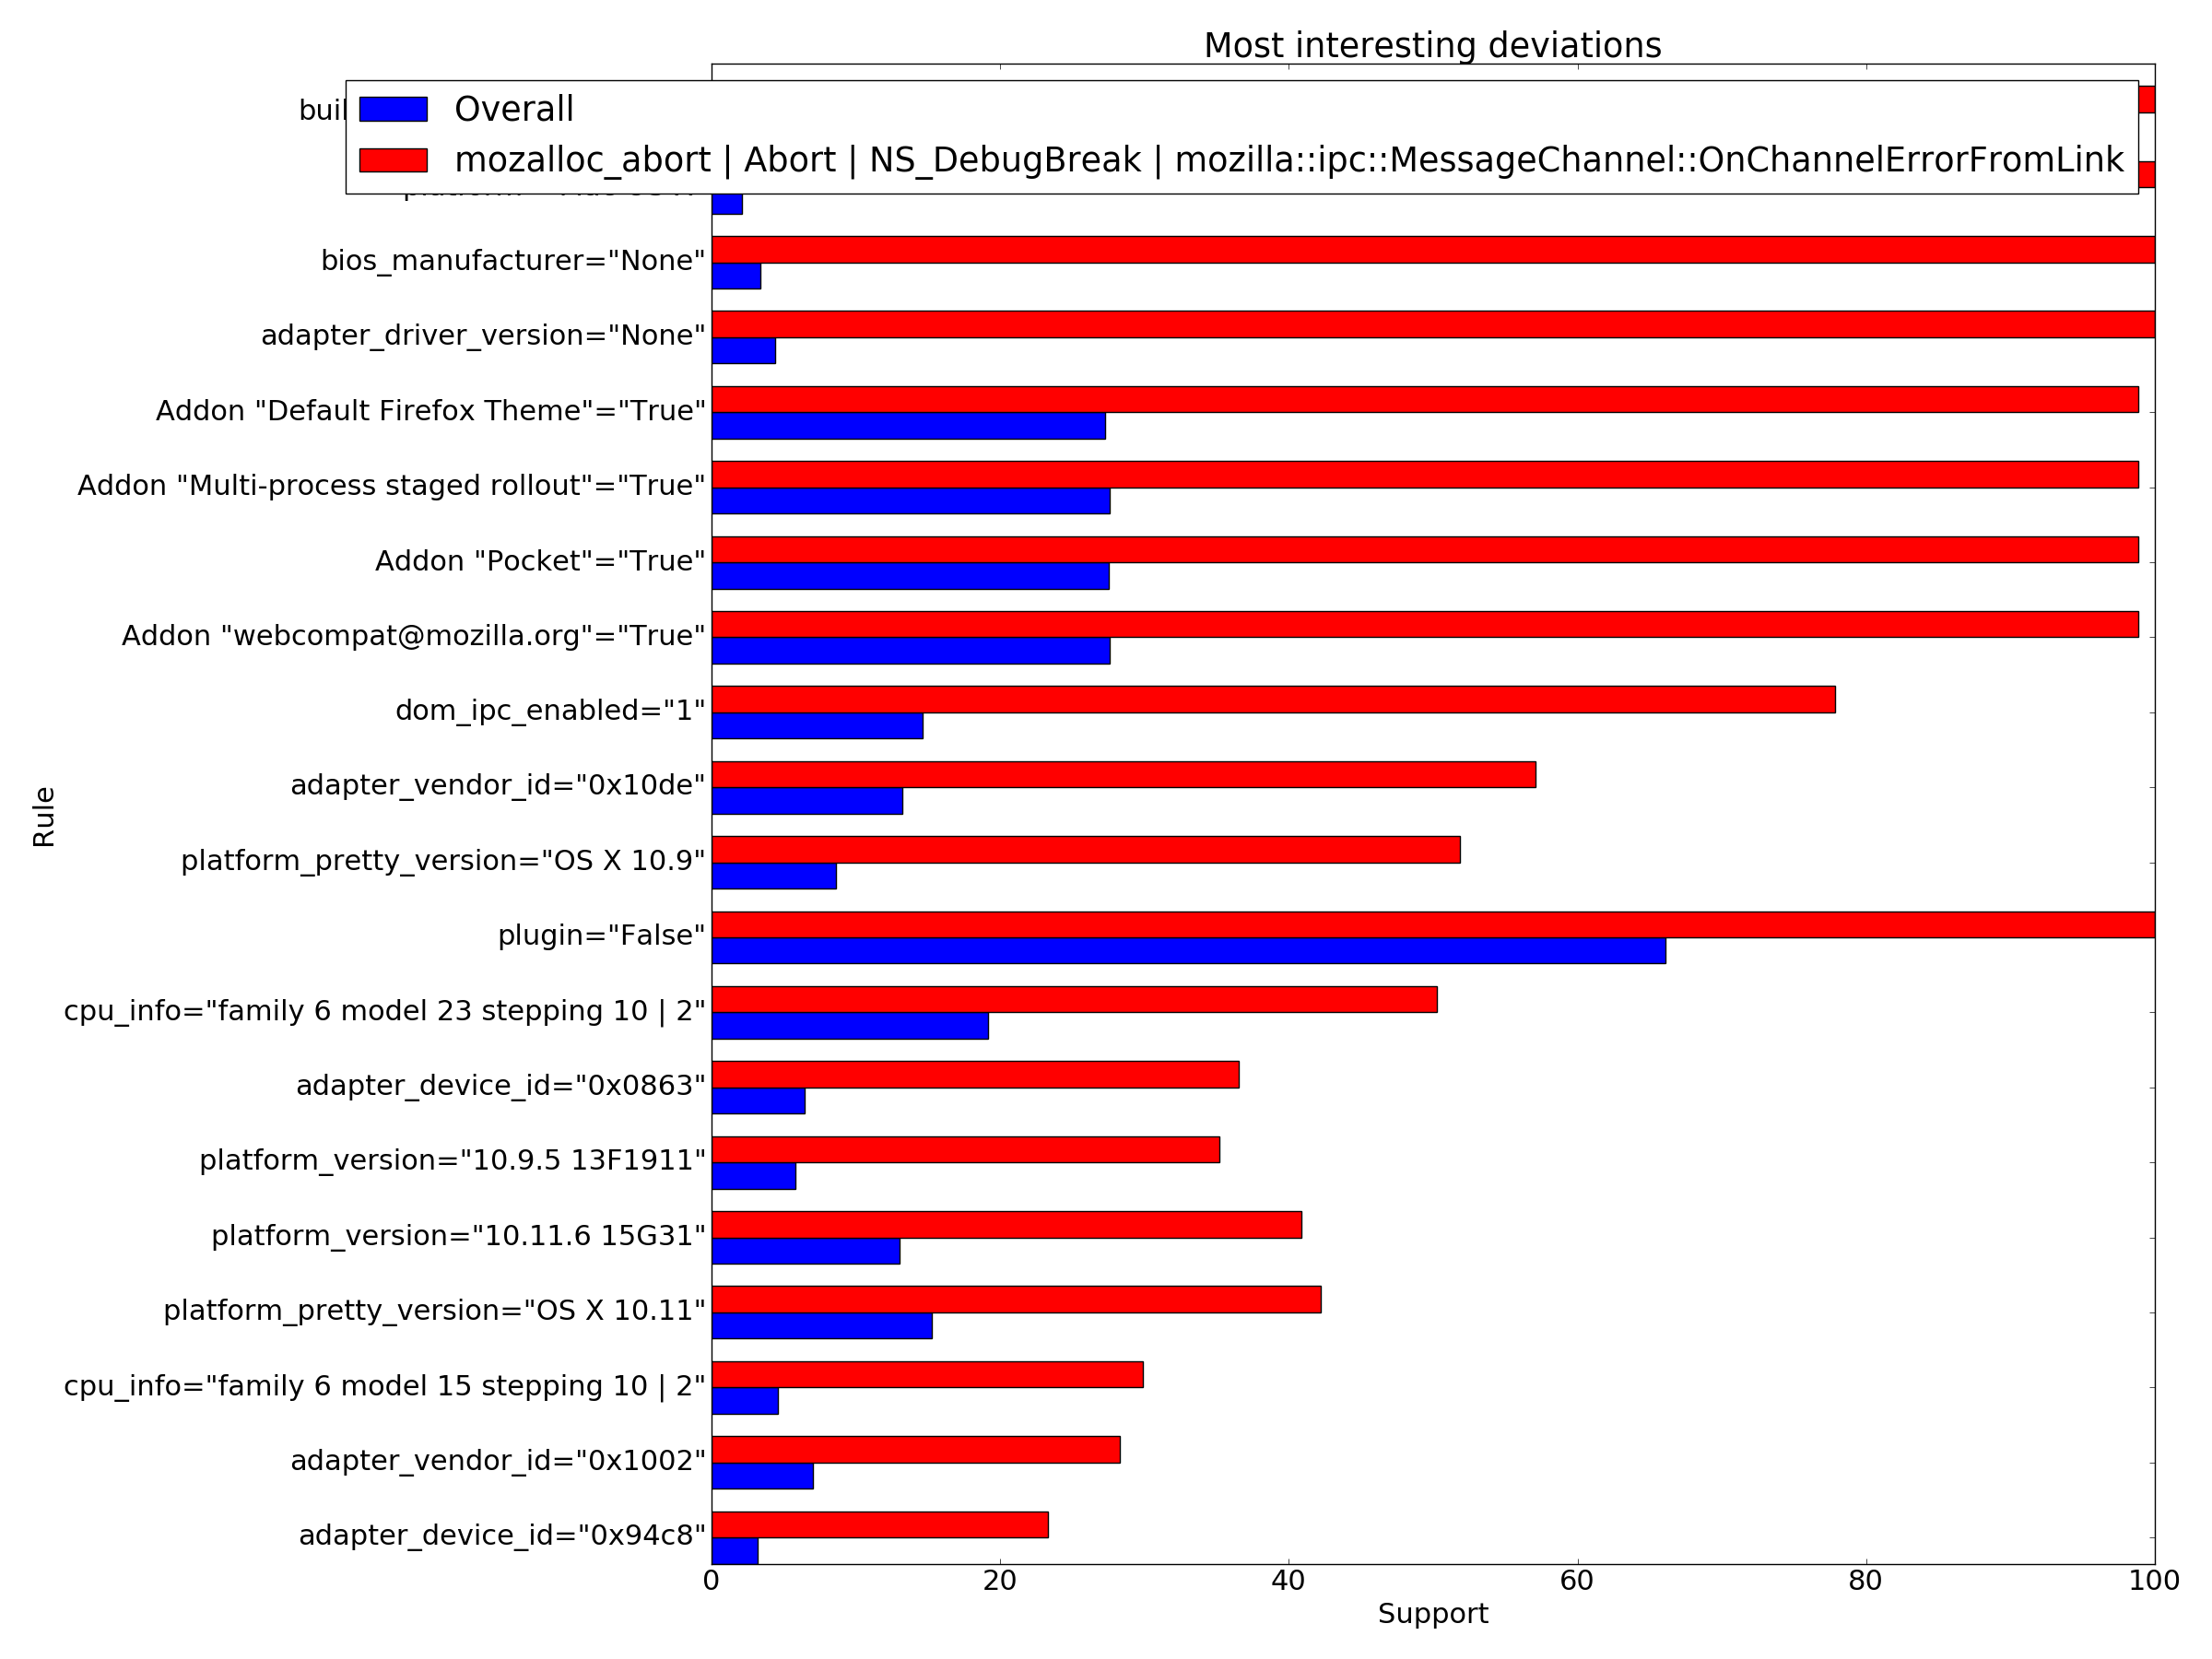 Most interesting deviations
Overall
mozalloc_abort | Abort | NS_DebugBreak | mozilla::ipc::MessageChannel::OnChannelErrorFromLink
bios_manufacturer="None"
adapter_driver_version="None"
Addon "Default Firefox Theme"="True"
Addon "Multi-process staged rollout"="True"
Addon "Pocket"="True"
Addon "webcompat@mozilla.org"="True"
dom_ipc_enabled="1"
adapter_vendor_id="0x10de"
platform_pretty_version="OS X 10.9"
plugin="False"
cpu_info="family 6 model 23 stepping 10 | 2"
adapter_device_id="0x0863"
platform_version="10.9.5 13F1911"
platform_version="10.11.6 15G31"
platform_pretty_version="OS X 10.11"
cpu_info="family 6 model 15 stepping 10 | 2"
adapter_vendor_id="0x1002"
adapter_device_id="0x94c8"
Rule
0 20 40 60 80 100
Support